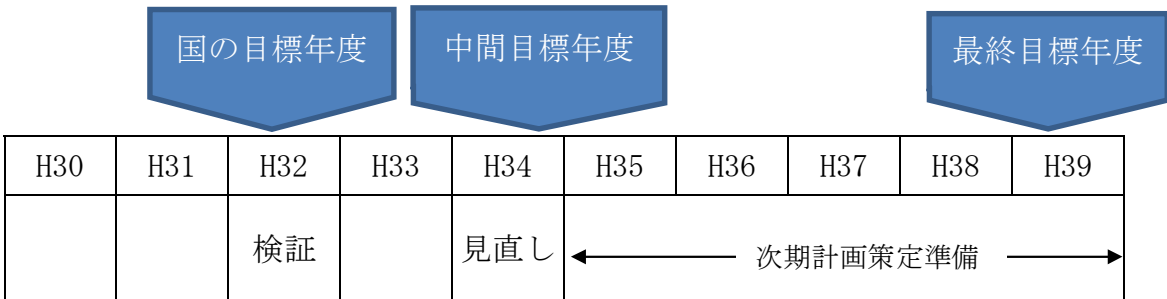 国の目標年度 中間目標年度 最終目標年度
H30 H31 H32 H33 H34 H35 H36 H37 H38 H39
検証 見直し 次期計画策定準備